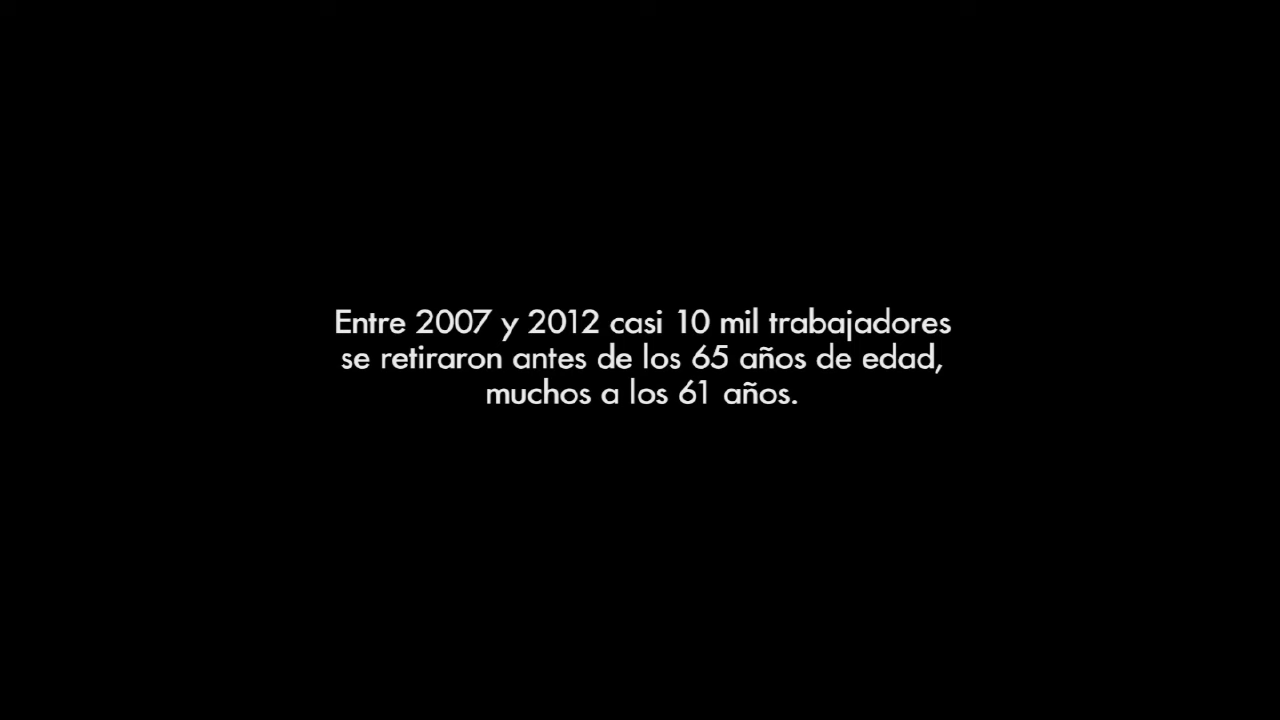 Entre 2007 y 2012 casi 10 mil trabajadores
se retiraron antes de los 65 años de edad,
muchos a los 61 años.